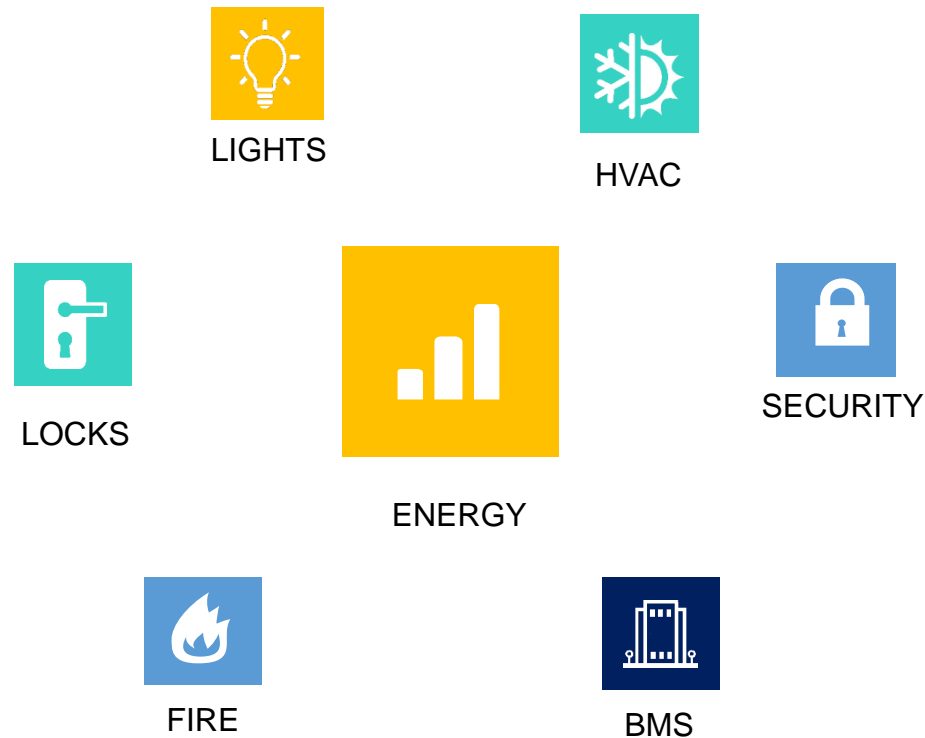 LIGHTS
HVAC
LOCKS
SECURITY
ENERGY
FIRE
BMS